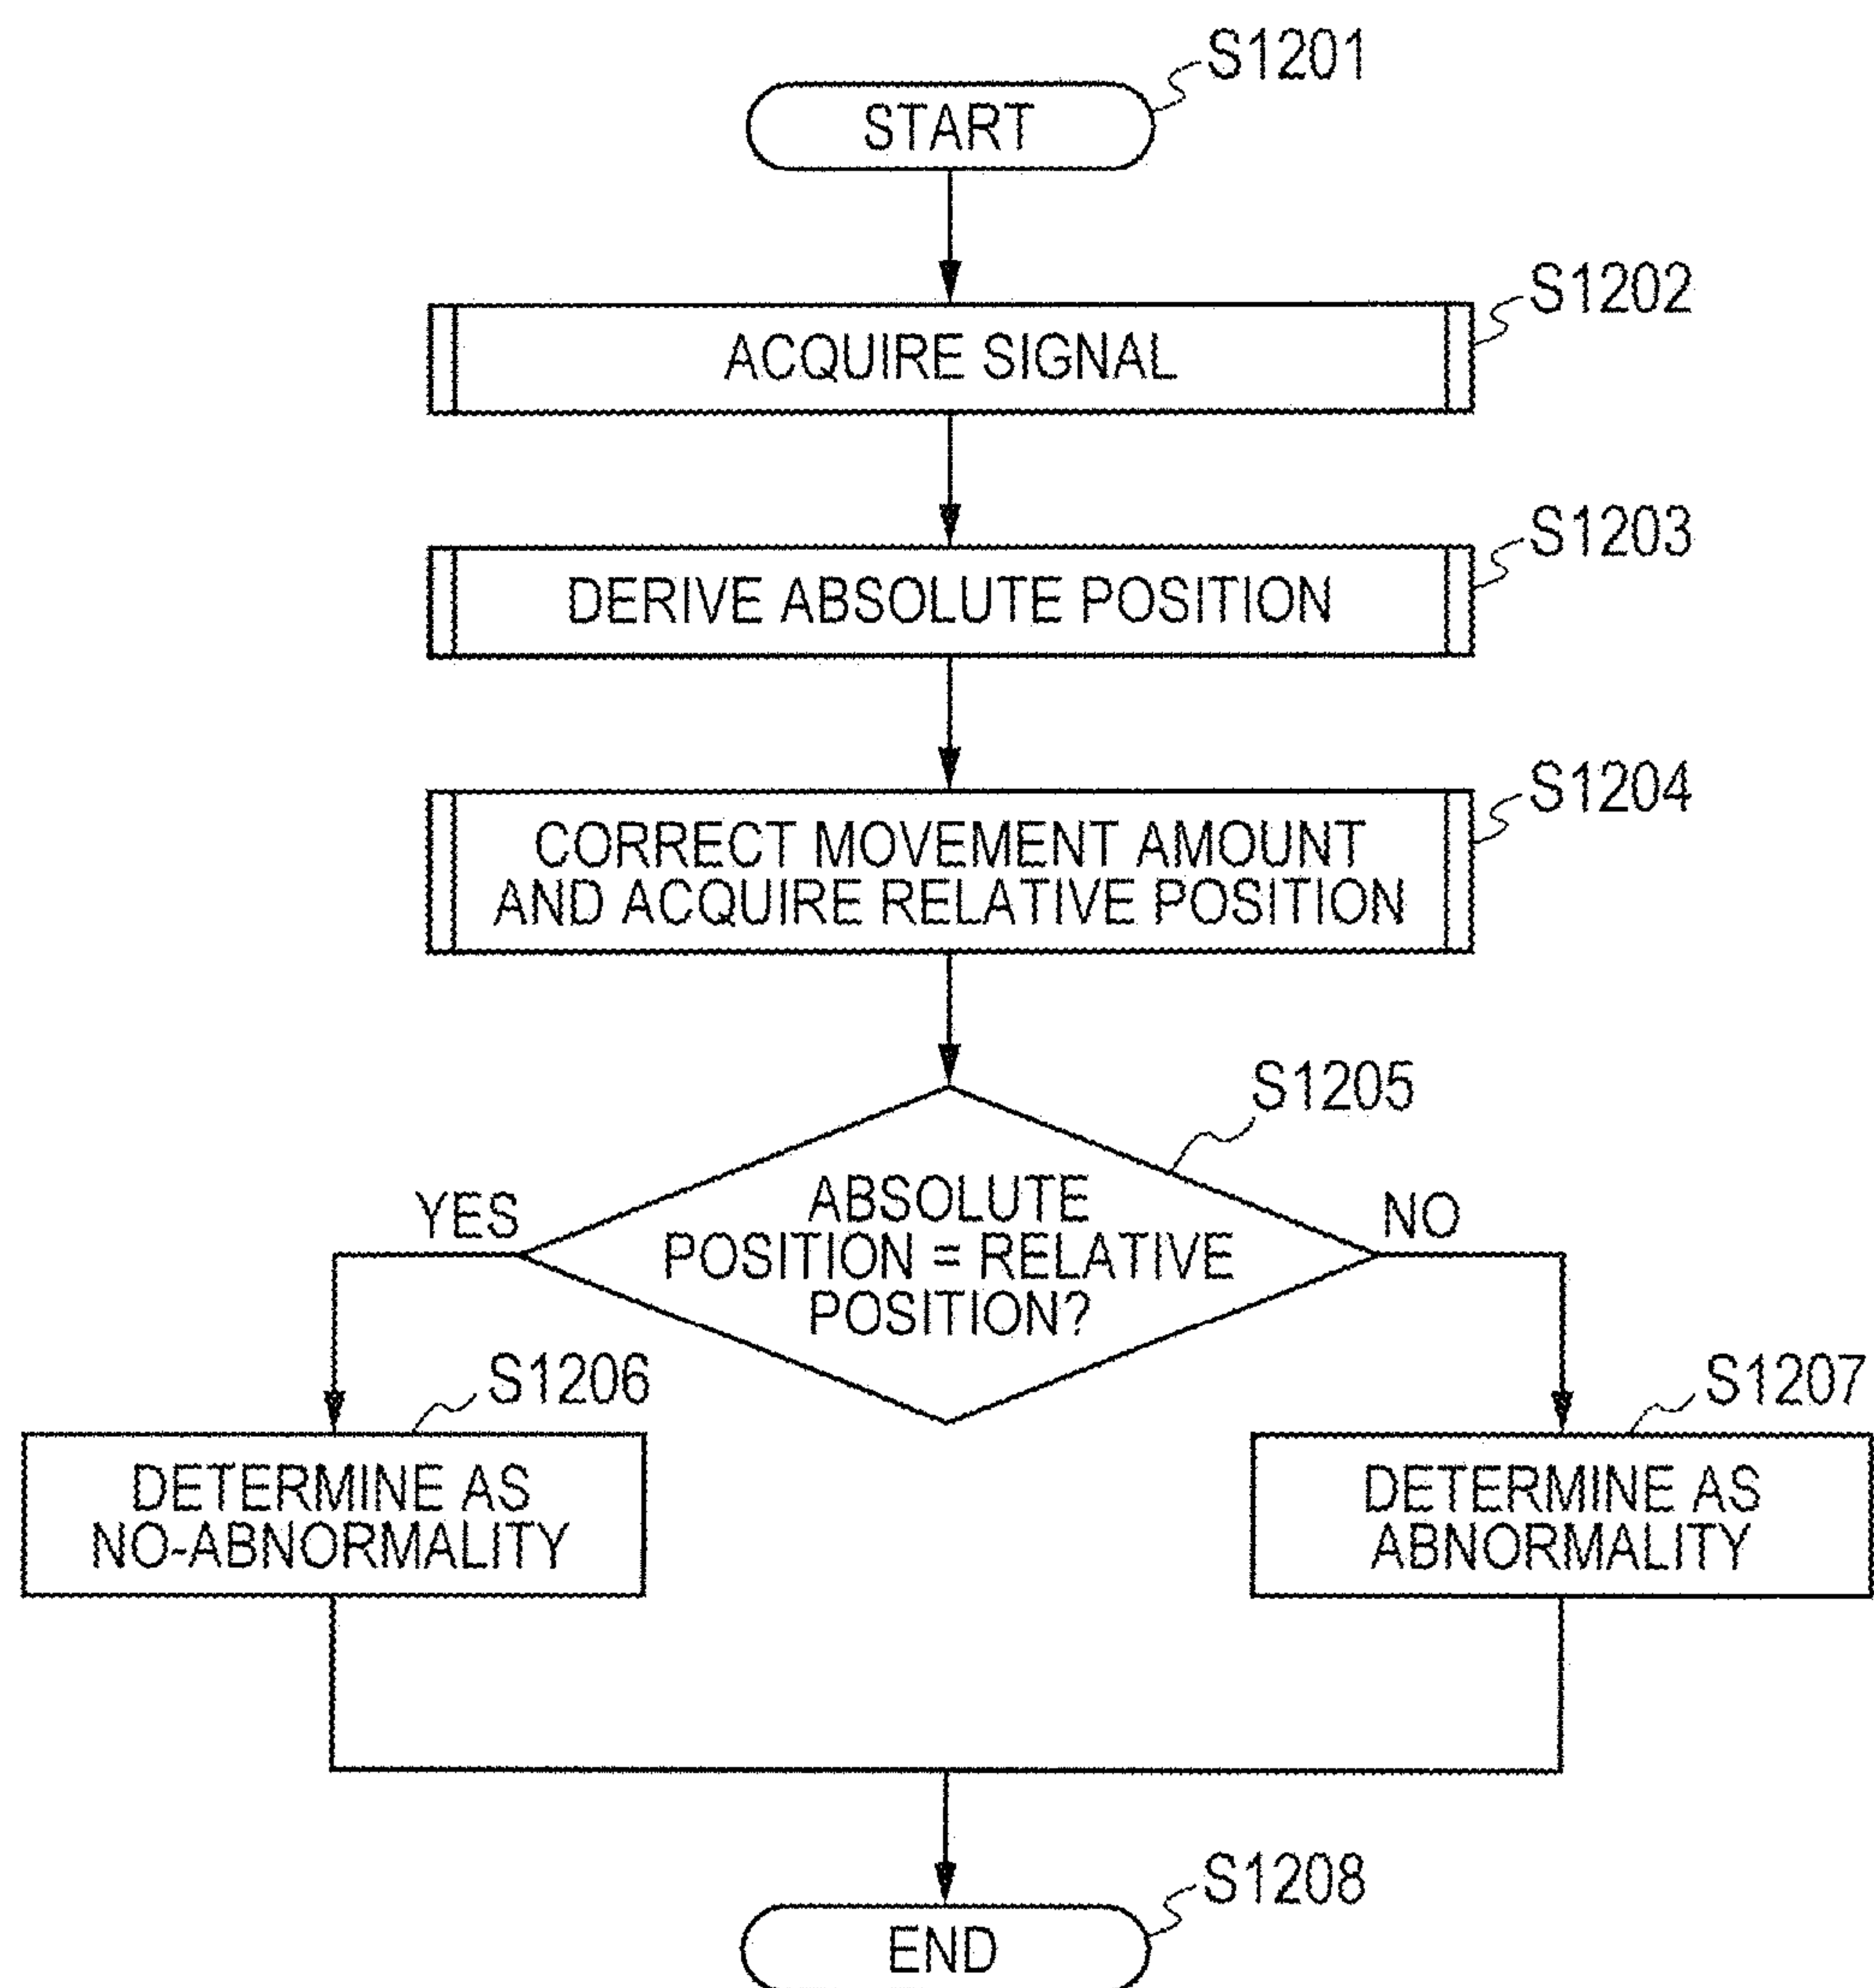 S1201
START
S1202
ACQUIRE SIGNAL
S1203
DERIVE ABSOLUTE POSITION
S1204
CORRECT MOVEMENT AMOUNT
AND ACQUIRE RELATIVE POSITION
S1205
ABSOLUTE
POSITION = RELATIVE
POSITION?
YES
NO
S1206
DETERMINE AS
NO-ABNORMALITY
S1207
DETERMINE AS
ABNORMALITY
S1208
END